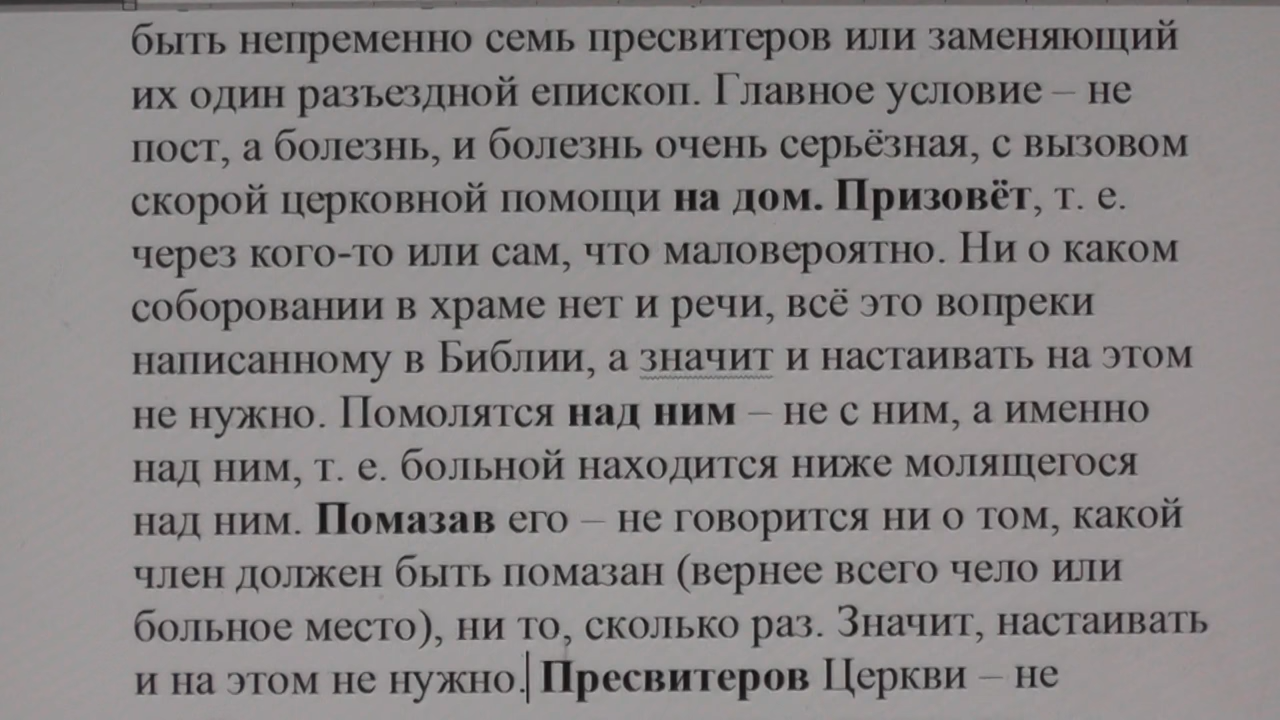 быть непременно семь пресвитеров или заменяющий
их один разъездной епископ. Главное условие – не
пост, а болезнь, и болезнь очень серьёзная, с вызовом
скорой церковной помощи на дом. Призовёт, т. е.
через кого-то или сам, что маловероятно. Ни о каком
соборовании в храме нет и речи, всё это вопреки
написанному в Библии, а значит и настаивать на этом
не нужно. Помолятся над ним – не с ним, а именно
над ним, т. е. больной находится ниже молящегося
над ним. Помазав его – не говорится ни о том, какой
член должен быть помазан (вернее всего чело или
больное место), ни то, сколько раз. Значит, настаивать
и на этом не нужно. Пресвитеров Церкви – не